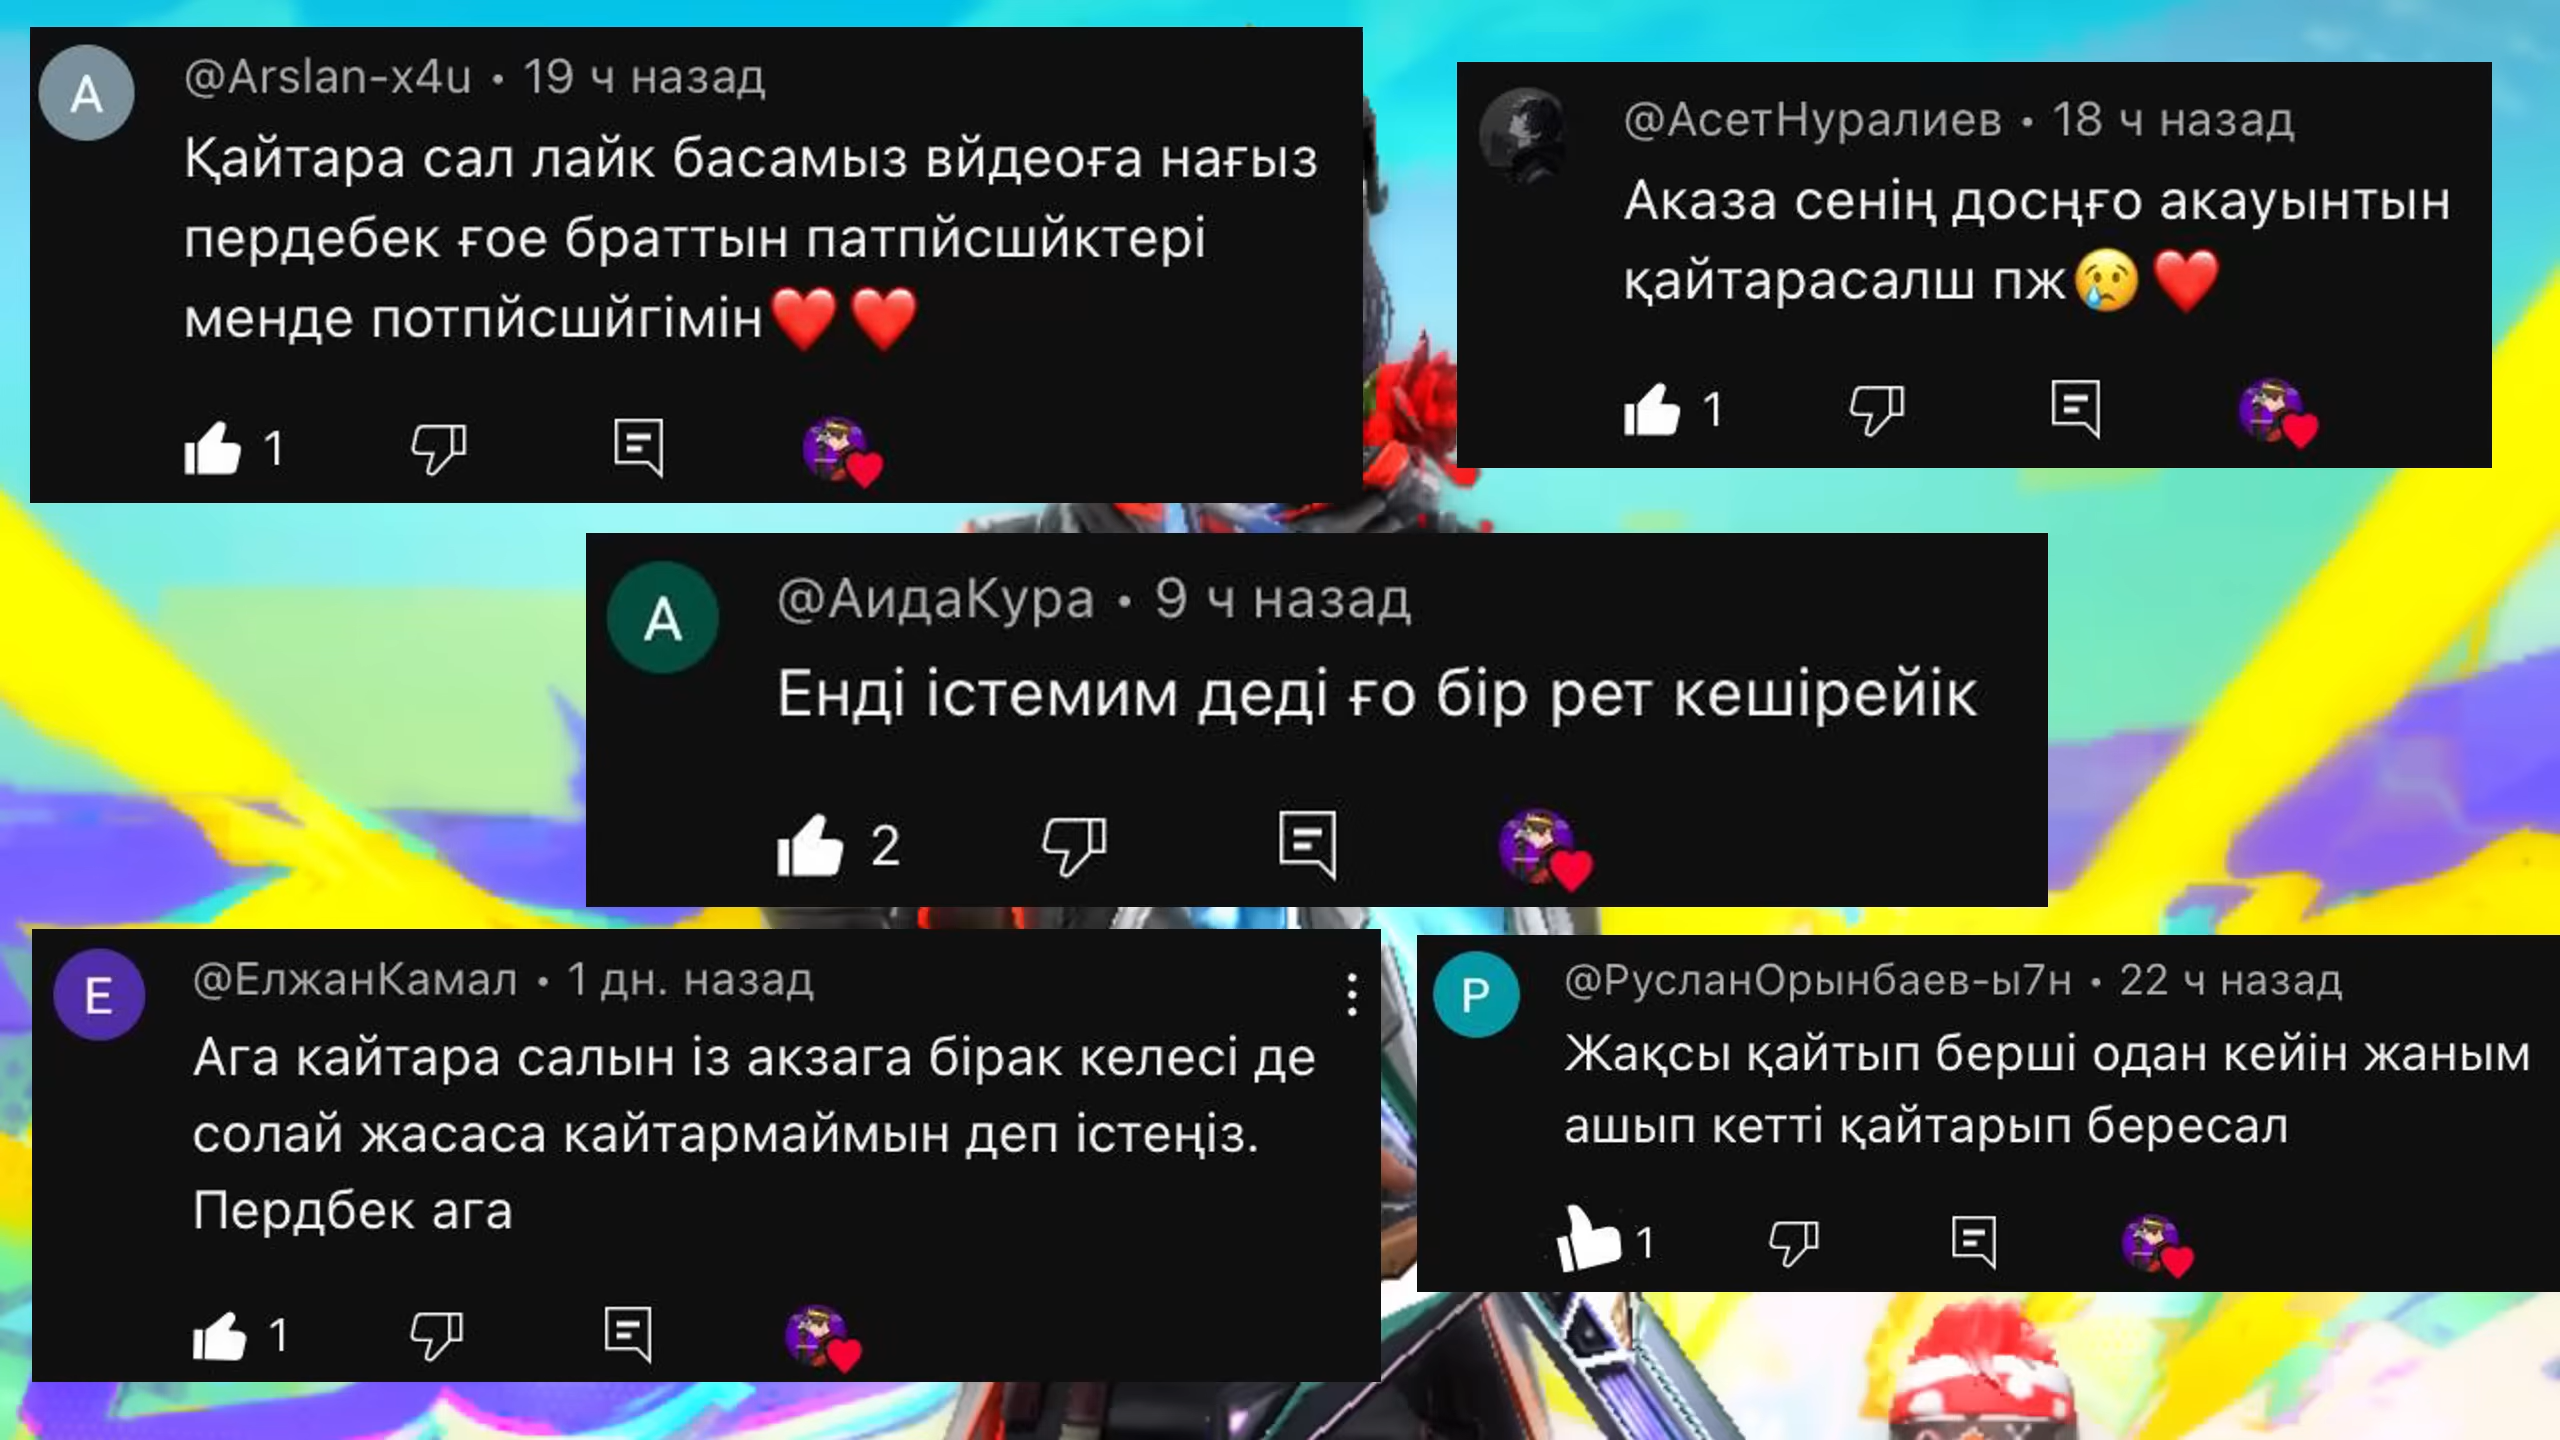 A
@Arslan-x4u • 19 ч назад
Қайтара сал лайк басамыз вйдеоға нағыз
пердебек ғое браттын патпйсшйктері
менде потпйсшйгімін❤️❤️
1
@АсетНуралиев • 18 ч назад
Аказа сенің досңғо акауынтын
қайтарасалш пж😢❤️
1
А
@АидаКура • 9 ч назад
Енді істемим деді ғо бір рет кешірейік
2
Е
@ЕлжанКамал • 1 дн. назад
Ага кайтара салын із акзага бірак келесі де
солай жасаса кайтармаймын деп істеңіз.
Пердбек ага
1
Р
@РусланОрынбаев-ы7н • 22 ч назад
Жақсы қайтып берші одан кейін жаным
ашып кетті қайтарып бересал
1